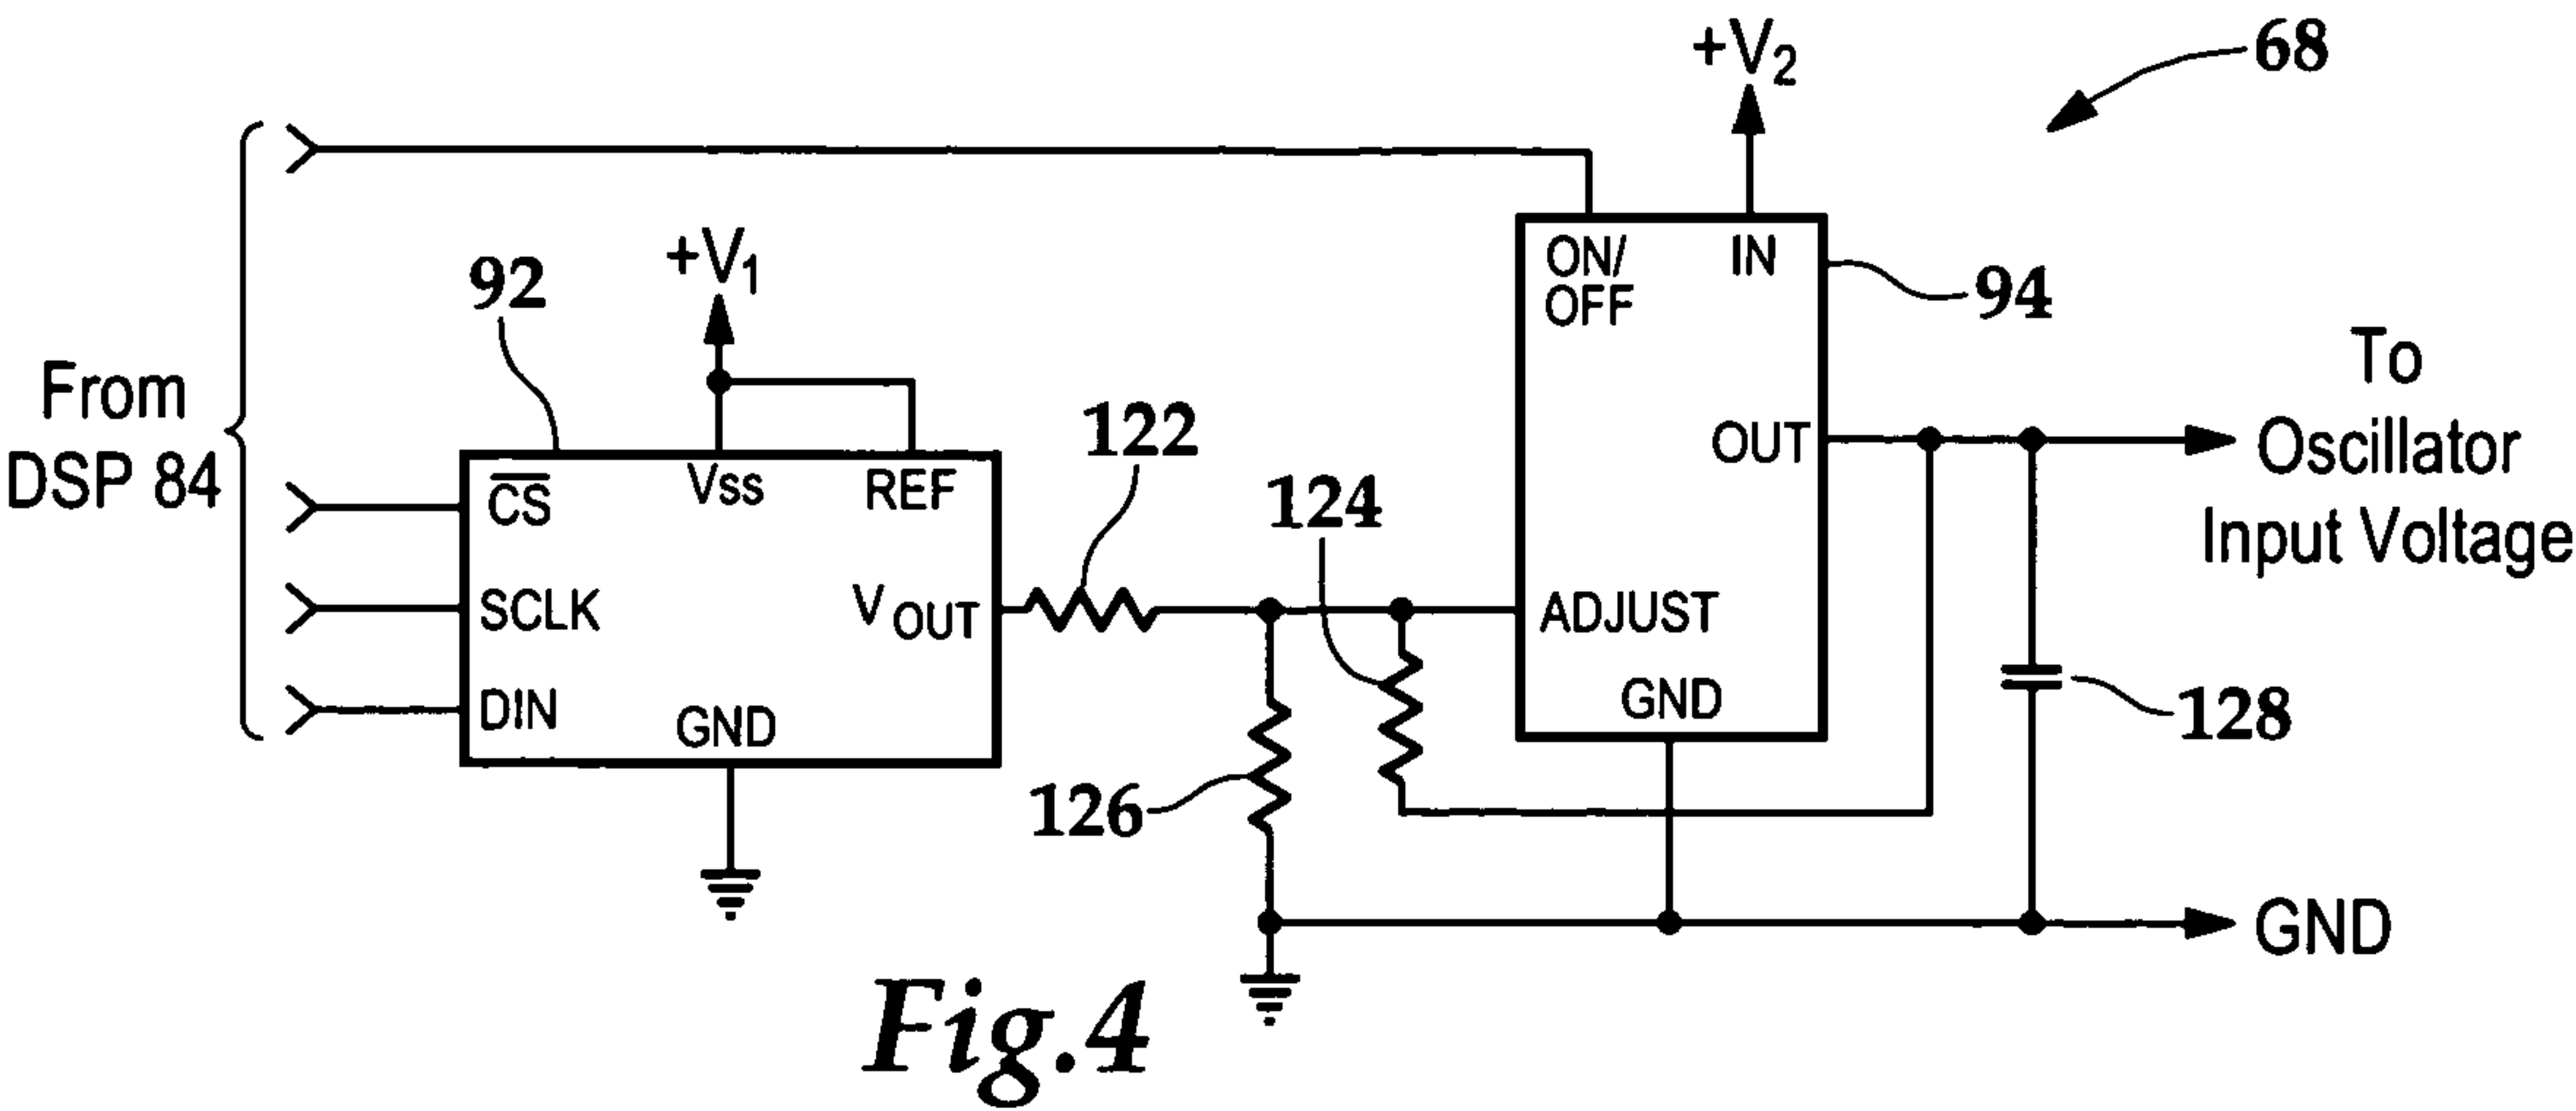 68
+V2
ON/
OFF
IN
94
+V1
92
From
DSP 84
CS
Vss
REF
SCLK
VOUT
DIN
GND
122
124
126
OUT
ADJUST
GND
To
Oscillator
Input Voltage
128
GND
Fig.4